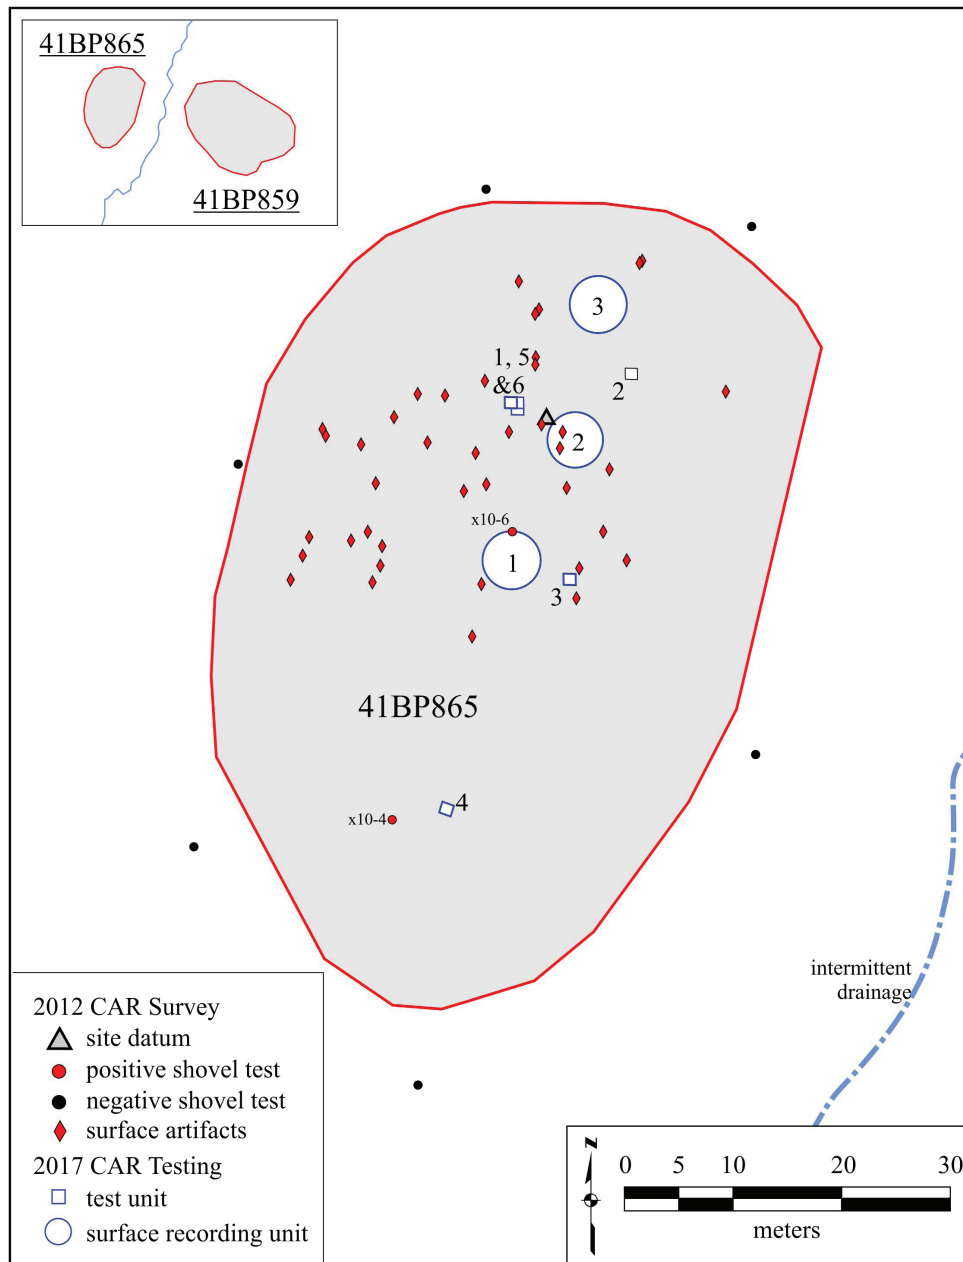 41BP865
41BP859
3
1, 5
&6
2
2
x10-6
1
3
41BP865
4
x10-4
intermittent
drainage
2012 CAR Survey
site datum
positive shovel test
negative shovel test
surface artifacts
2017 CAR Testing
test unit
surface recording unit
N
0 5 10 20 30
meters